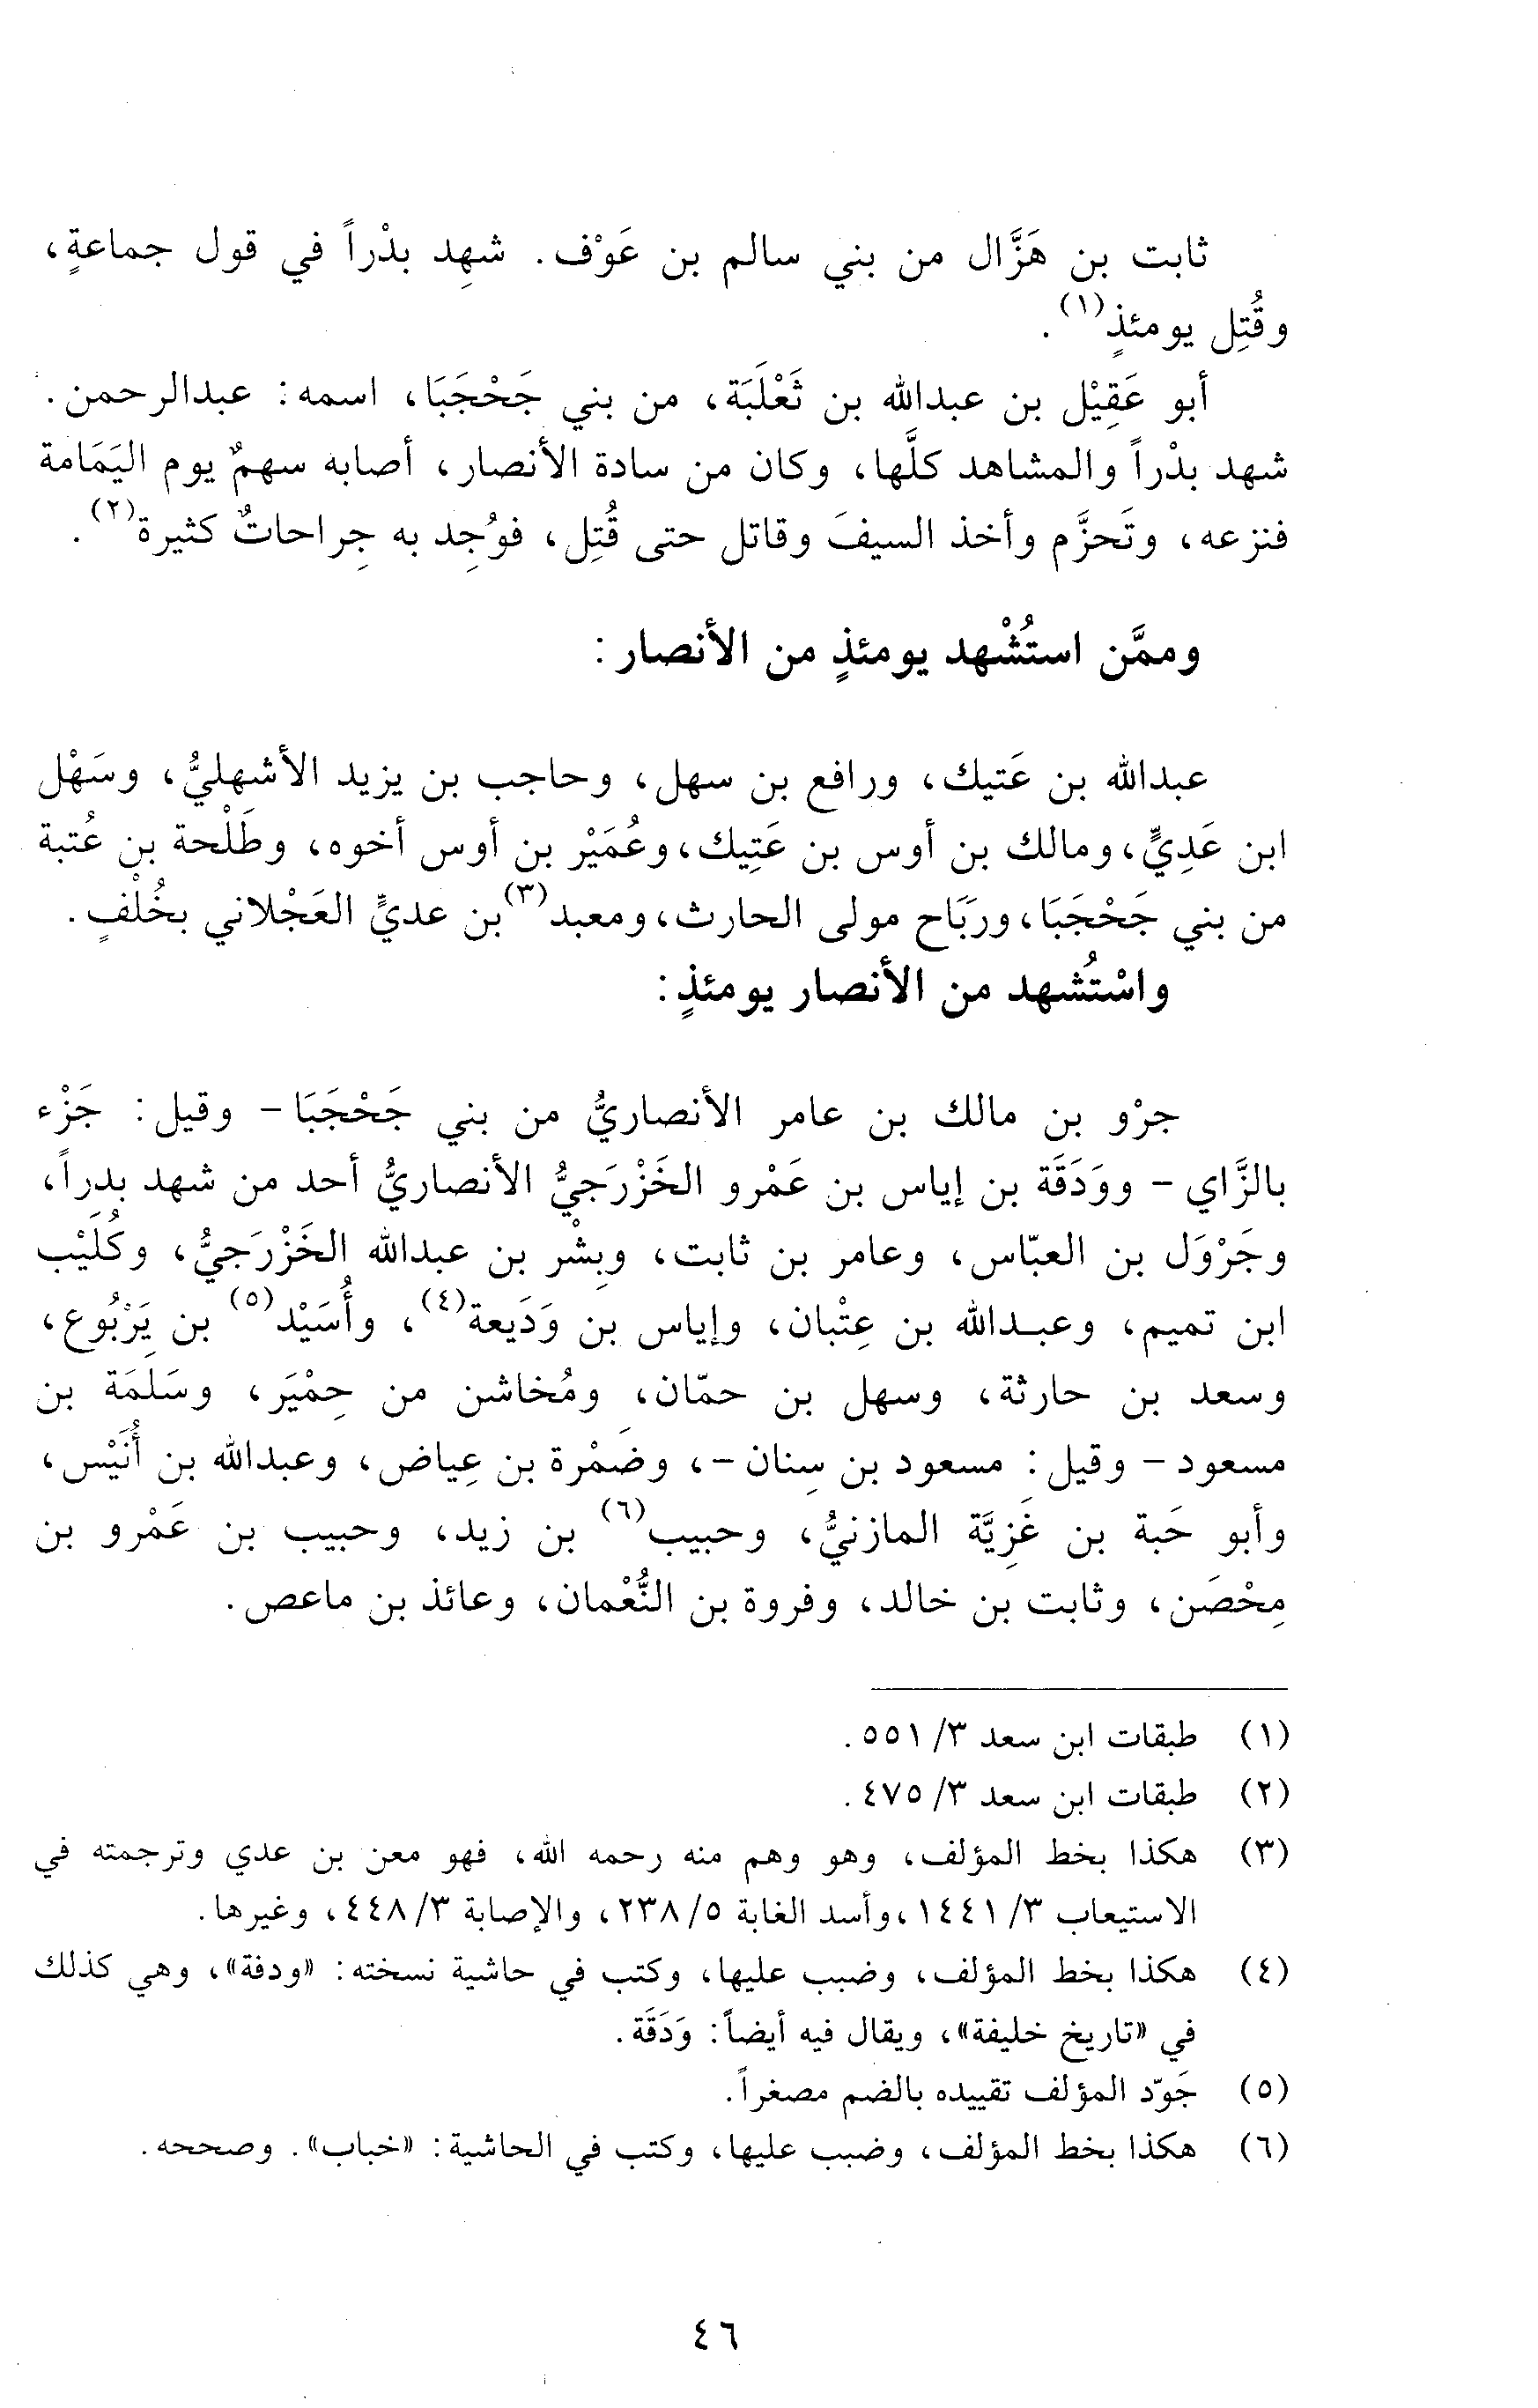 ثابت بن هَزَّال من بني سالم بن عَوْف. شهِد بدْراً في قول جماعةٍ،
وقُتِل يومئذٍ(١).
أبو عَقِيْل بن عبدالله بن ثَعْلَبَة، من بني جَحْجَبَا، اسمه: عبدالرحمن.
شهد بدْراً والمشاهد كلَّها، وكان من سادة الأنصار، أصابه سهمٌ يوم اليَمَامة
فنزعه، وتَحزَّم وأخذ السيفَ وقاتل حتى قُتِل، فوُجِد به جِراحاتٌ كثيرة(٢).
وممَّن استُشْهد يومئذٍ من الأنصار:
عبدالله بن عَتيك، ورافع بن سهل، وحاجب بن يزيد الأشهليُّ، وسَهْل
ابن عَدِيٍّ، ومالك بن أوس بن عَتِيك، وعُمَيْر بن أوس أخوه، وطَلْحة بن عُتبة
من بني جَحْجَبَا، ورَبَاح مولى الحارث، ومعبد(٣) بن عديٍّ العَجْلاني بخُلْفٍ.
واسْتُشهد من الأنصار يومئذٍ:
جرْو بن مالك بن عامر الأنصاريُّ من بني جَحْجَبَا - وقيل: جَزْء
بالزَّاي - ووَدَقَة بن إياس بن عَمْرو الخَزْرَجيُّ الأنصاريُّ أحد من شهد بدراً،
وجَرْوَل بن العبّاس، وعامر بن ثابت، وبِشْر بن عبدالله الخَزْرَجيُّ، وكُلَيْب
ابن تميم، وعبدالله بن عِتْبان، وإياس بن وَدَيعة(٤)، وأُسَيْد(٥) بن يَرْبُوع،
وسعد بن حارثة، وسهل بن حمّان، ومُخاشن من حِمْيَر، وسَلَمَة بن
مسعود - وقيل: مسعود بن سِنان -، وضَمْرة بن عِياض، وعبدالله بن أُنَيْس،
وأبو حَبة بن غَزِيَّة المازنيُّ، وحبيب(٦) بن زيد، وحبيب بن عَمْرو بن
مِحْصَن، وثابت بن خالد، وفروة بن النُّعْمان، وعائذ بن ماعص.
(١) طبقات ابن سعد ٣/ ٥٥١.
(٢) طبقات ابن سعد ٣/ ٤٧٥.
(٣) هكذا بخط المؤلف، وهو وهم منه رحمه الله، فهو معن بن عدي وترجمته في
الاستيعاب ٣/ ١٤٤١، وأسد الغابة ٥/ ٢٣٨، والإصابة ٣/ ٤٤٨، وغيرها.
(٤) هكذا بخط المؤلف، وضبب عليها، وكتب في حاشية نسخته: «ودفة»، وهي كذلك
في «تاريخ خليفة»، ويقال فيه أيضاً: وَدَقَة.
(٥) جَوّد المؤلف تقييده بالضم مصغراً.
(٦) هكذا بخط المؤلف، وضبب عليها، وكتب في الحاشية: «خباب». وصححه.
٤٦